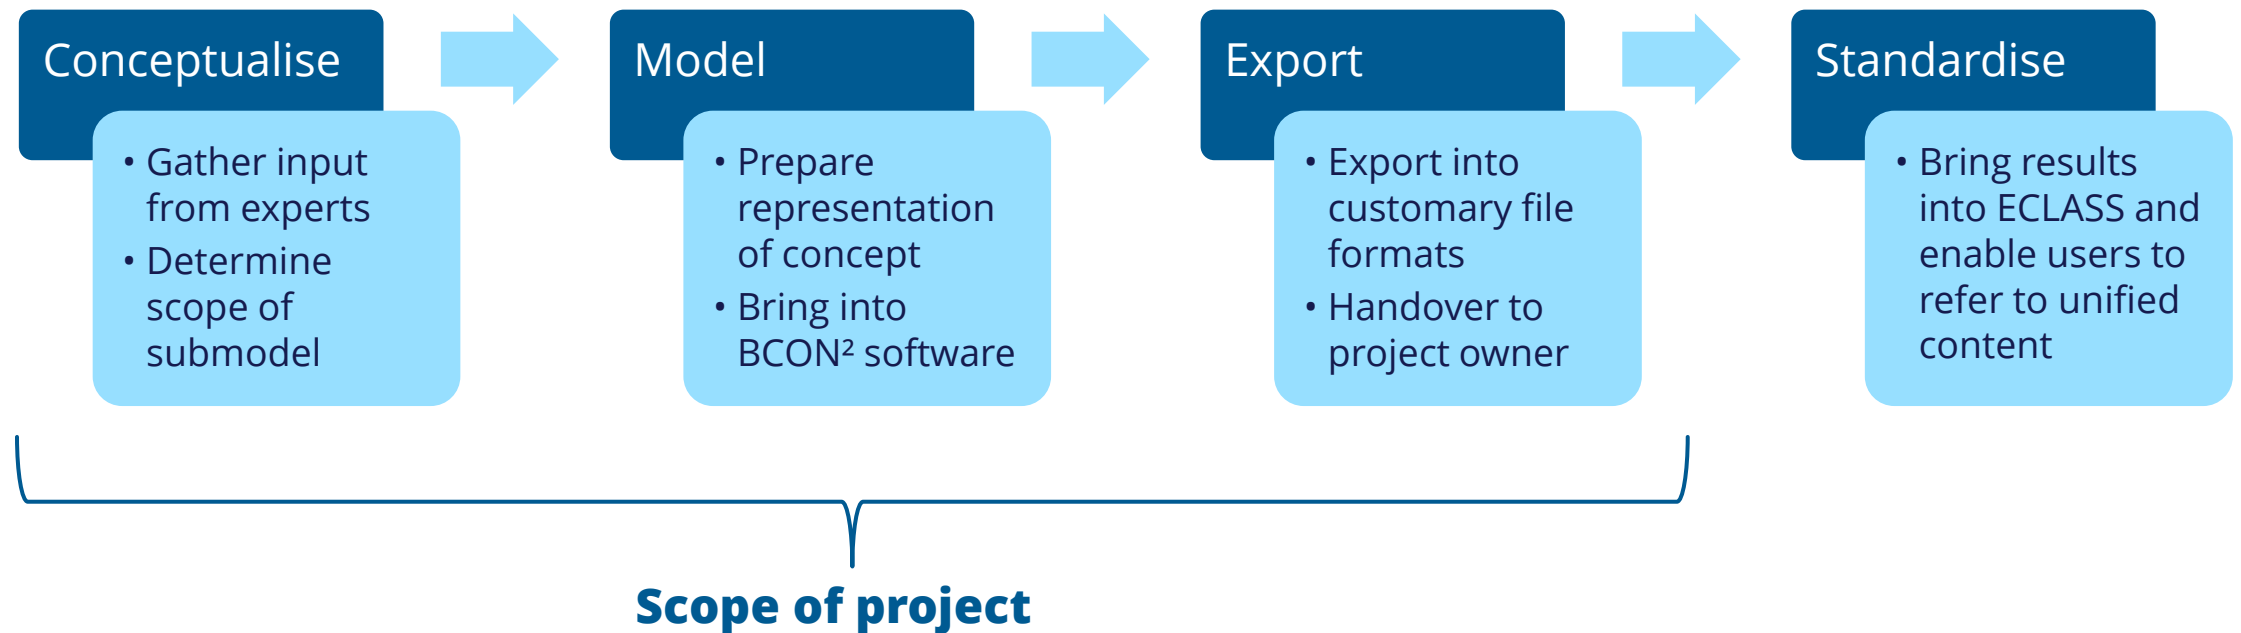 Conceptualise
• Gather input
from experts
• Determine
scope of
submodel
Model
• Prepare
representation
of concept
• Bring into
BCON² software
Export
• Export into
customary file
formats
• Handover to
project owner
Standardise
• Bring results
into ECLASS and
enable users to
refer to unified
content
Scope of project